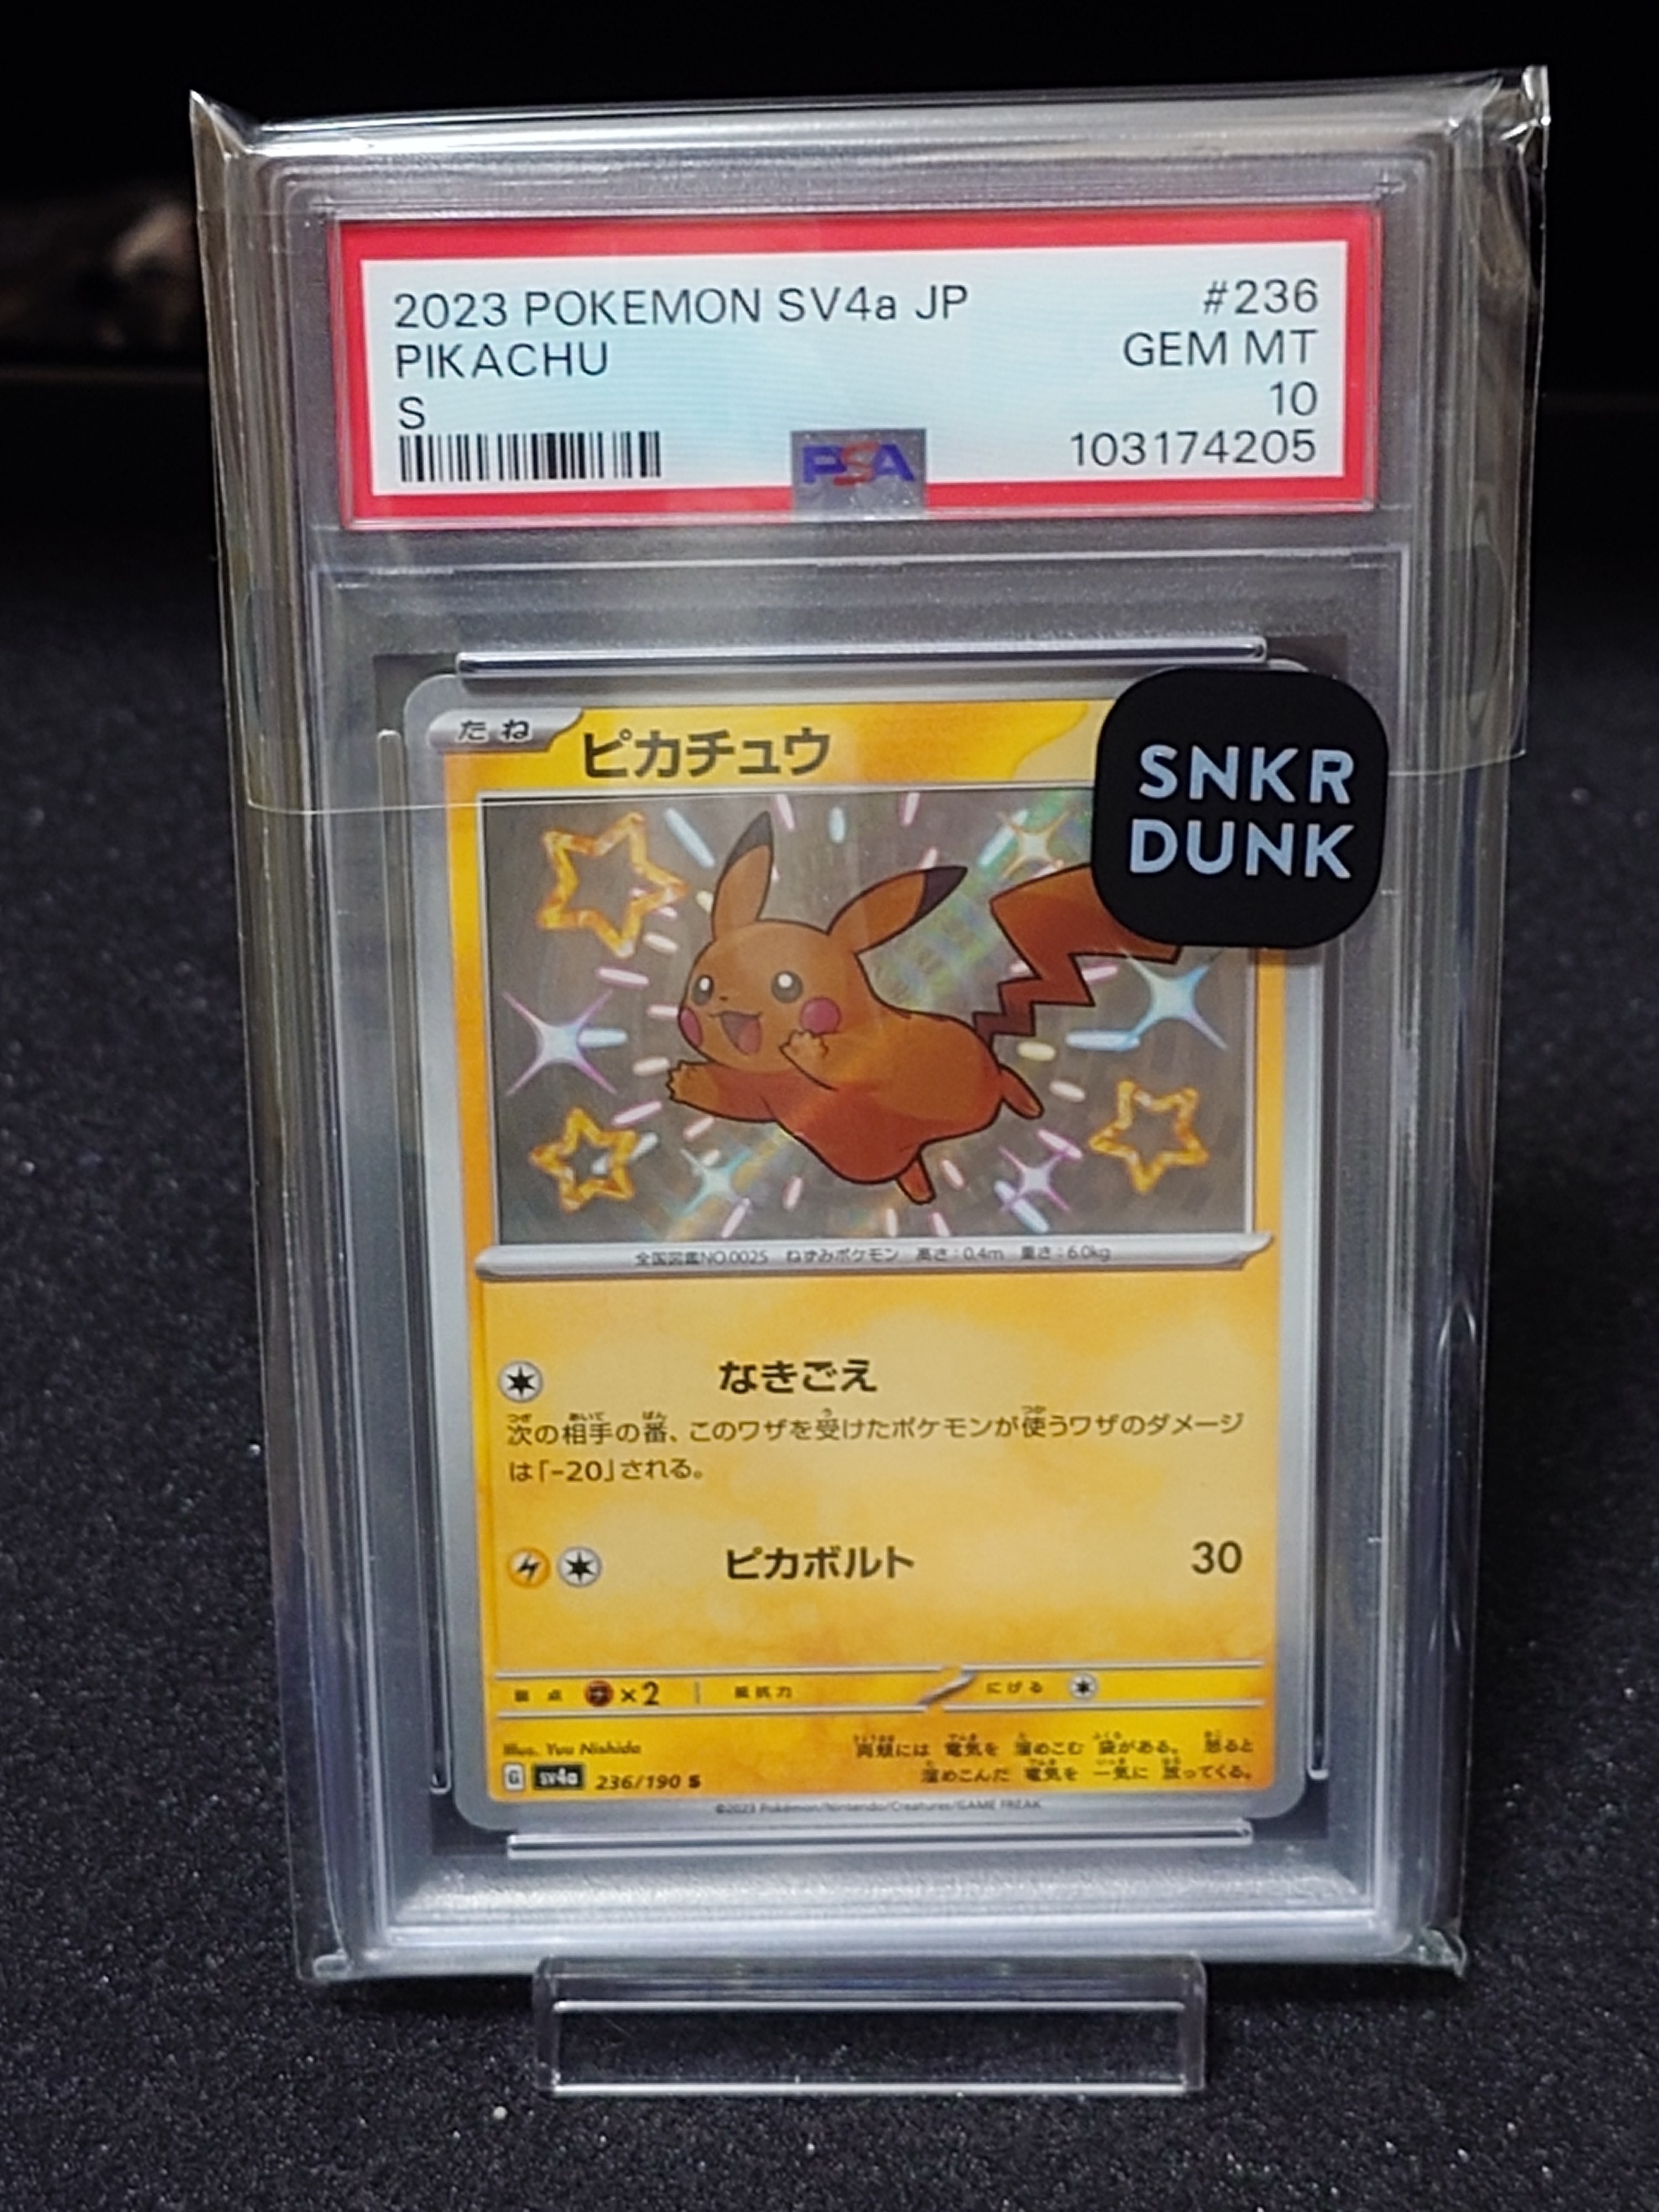 2023 POKEMON SV4a JP #236
PIKACHU GEM MT
S 10
103174205
PSA
たね ピカチュウ
SNKR
DUNK
全国図鑑NO.0025 ねずみポケモン 高さ:0.4m 重さ:6.0kg
なきごえ
次の相手の番、このワザを受けたポケモンが使うワザのダメージ
は「-20」される。
ピカボルト 30
弱点 ×2 抵抗力 にげる
Illus. Yuu Nishida
両頬には 電気を 溜めこむ 袋がある。 怒ると
溜めこんだ 電気を 一気に 放ってくる。
G SV4a 236/190 S
©2023 Pokémon/Nintendo/Creatures/GAME FREAK